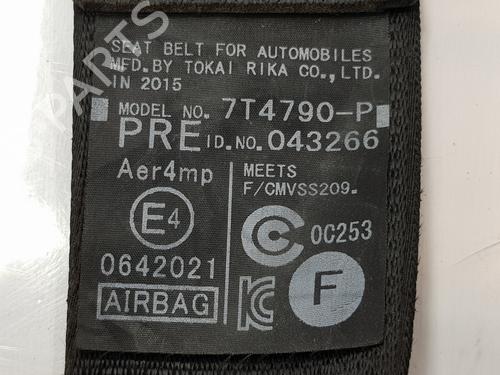 SEAT BELT FOR AUTOMOBILES
MFD.BY TOKAI RIKA CO.,LTD.
IN 2015
MODEL NO. 7T4790-P
PRE ID.NO. 043266
Aer4mp
MEETS
F/CMVSS209.
E4
C 0C253
0642021
AIRBAG
KC
F
PARTS